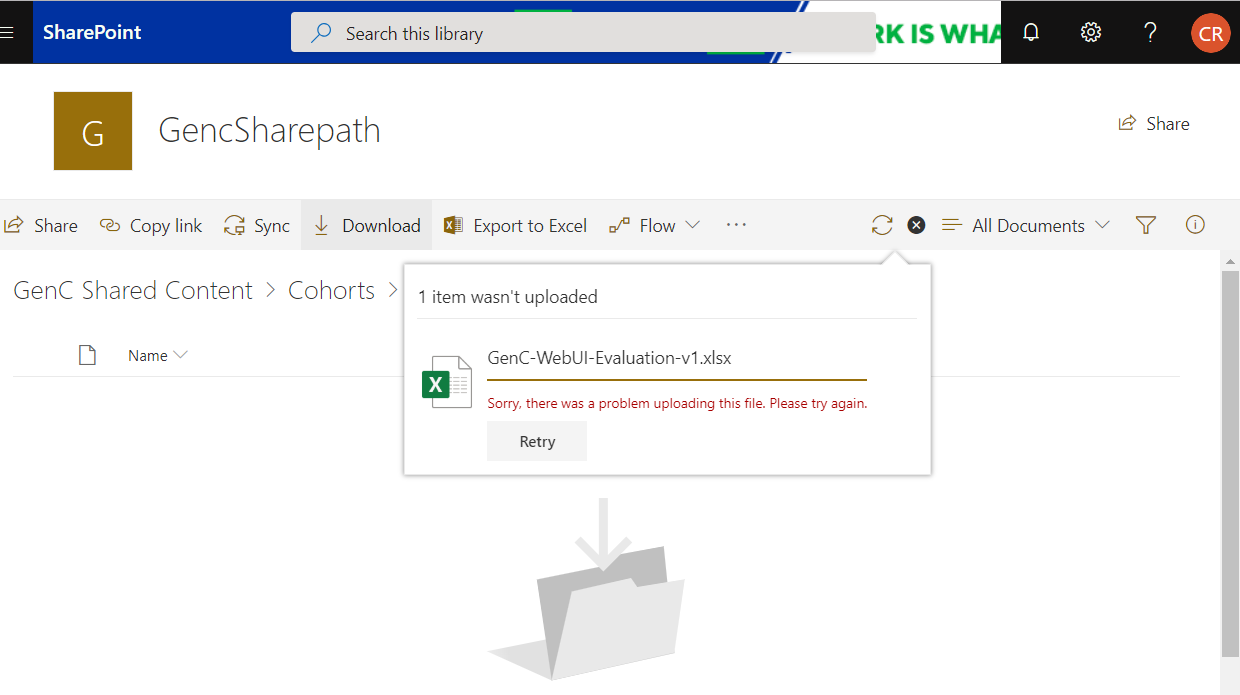 SharePoint
Search this library
RK IS WHA
CR
G
GencSharepath
Share
Share Copy link Sync Download Export to Excel Flow ... All Documents
GenC Shared Content > Cohorts >
1 item wasn't uploaded
Name
GenC-WebUI-Evaluation-v1.xlsx
X
Sorry, there was a problem uploading this file. Please try again.
Retry